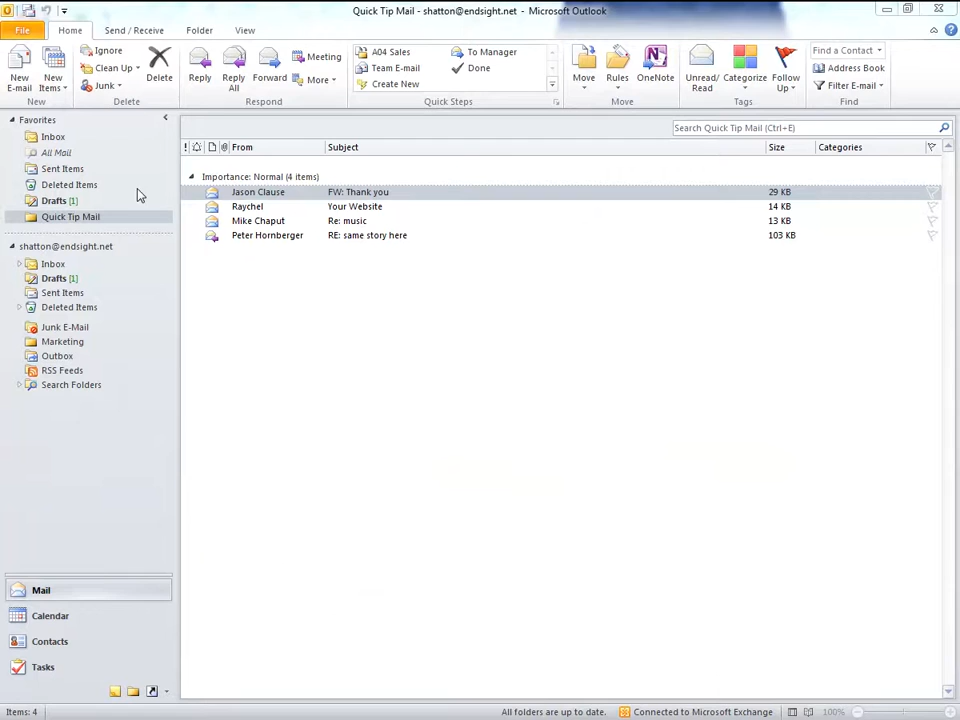 Quick Tip Mail - shatton@endsight.net - Microsoft Outlook
File Home Send / Receive Folder View
New E-mail
New Items
Ignore
Clean Up
Junk
Delete
Reply
Reply All
Forward
Meeting
More
A04 Sales
Team E-mail
Create New
To Manager
Done
Move
Rules
OneNote
Unread/ Read
Categorize
Follow Up
Find a Contact
Address Book
Filter E-mail
New Delete Respond Quick Steps Move Tags Find
Favorites
Inbox
All Mail
Sent Items
Deleted Items
Drafts [1]
Quick Tip Mail
shatton@endsight.net
Inbox
Drafts [1]
Sent Items
Deleted Items
Junk E-Mail
Marketing
Outbox
RSS Feeds
Search Folders
Mail
Calendar
Contacts
Tasks
Search Quick Tip Mail (Ctrl+E)
! @ From Subject Size Categories
Importance: Normal (4 items)
Jason Clause FW: Thank you 29 KB
Raychel Your Website 14 KB
Mike Chaput Re: music 13 KB
Peter Hornberger RE: same story here 103 KB
Items: 4 All folders are up to date. Connected to Microsoft Exchange 100%